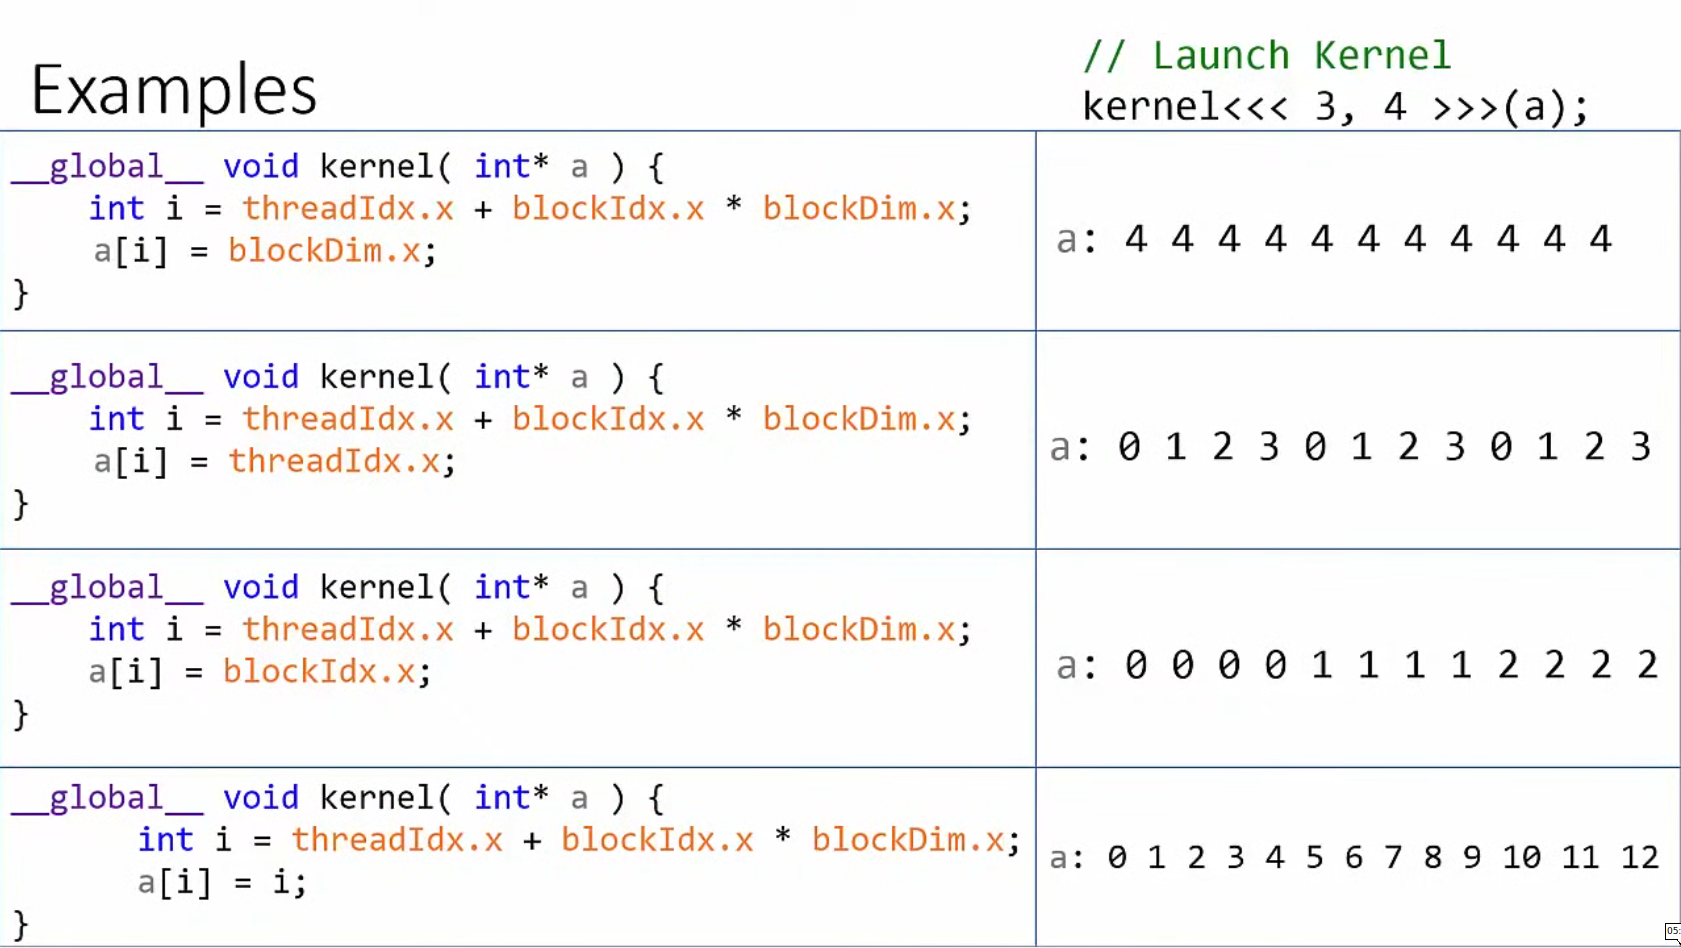 Examples
// Launch Kernel
kernel<<< 3, 4 >>>(a);
__global__ void kernel( int* a ) {
int i = threadIdx.x + blockIdx.x * blockDim.x;
a[i] = blockDim.x;
}
a: 4 4 4 4 4 4 4 4 4 4 4
__global__ void kernel( int* a ) {
int i = threadIdx.x + blockIdx.x * blockDim.x;
a[i] = threadIdx.x;
}
a: 0 1 2 3 0 1 2 3 0 1 2 3
__global__ void kernel( int* a ) {
int i = threadIdx.x + blockIdx.x * blockDim.x;
a[i] = blockIdx.x;
}
a: 0 0 0 0 1 1 1 1 2 2 2 2
__global__ void kernel( int* a ) {
int i = threadIdx.x + blockIdx.x * blockDim.x;
a[i] = i;
}
a: 0 1 2 3 4 5 6 7 8 9 10 11 12
05: